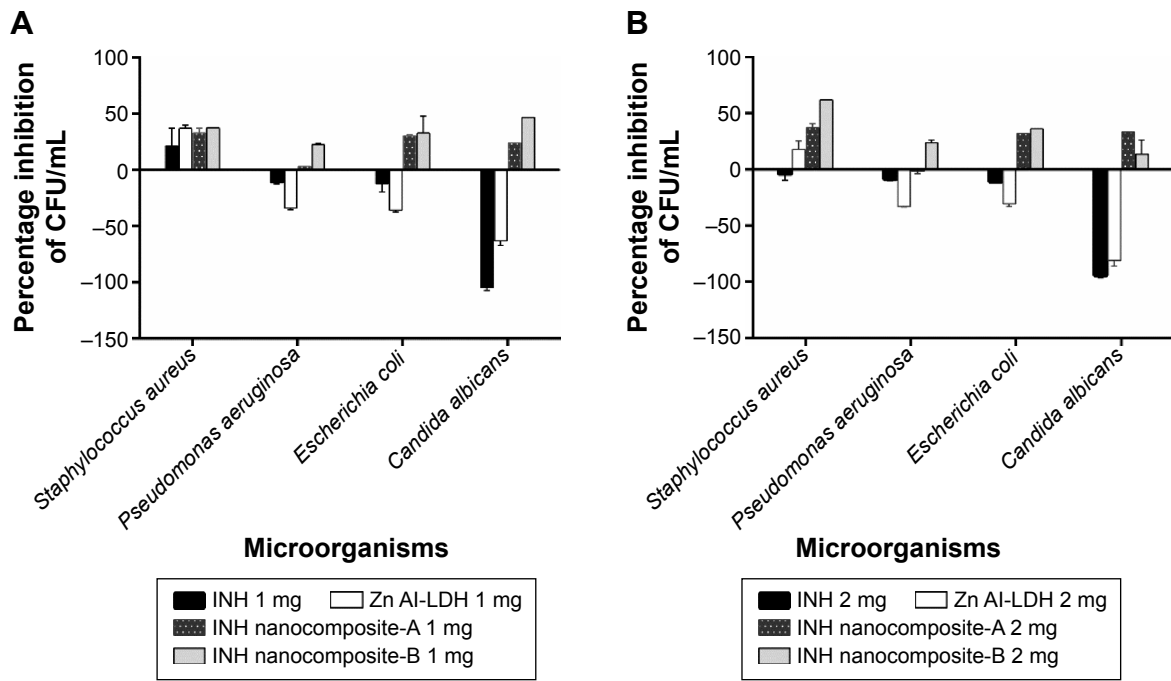 A
Percentage inhibition
of CFU/mL
100
50
0
–50
–100
–150
Staphylococcus aureus
Pseudomonas aeruginosa
Escherichia coli
Candida albicans
Microorganisms
INH 1 mg
Zn Al-LDH 1 mg
INH nanocomposite-A 1 mg
INH nanocomposite-B 1 mg
B
Percentage inhibition
of CFU/mL
100
50
0
–50
–100
–150
Staphylococcus aureus
Pseudomonas aeruginosa
Escherichia coli
Candida albicans
Microorganisms
INH 2 mg
Zn Al-LDH 2 mg
INH nanocomposite-A 2 mg
INH nanocomposite-B 2 mg